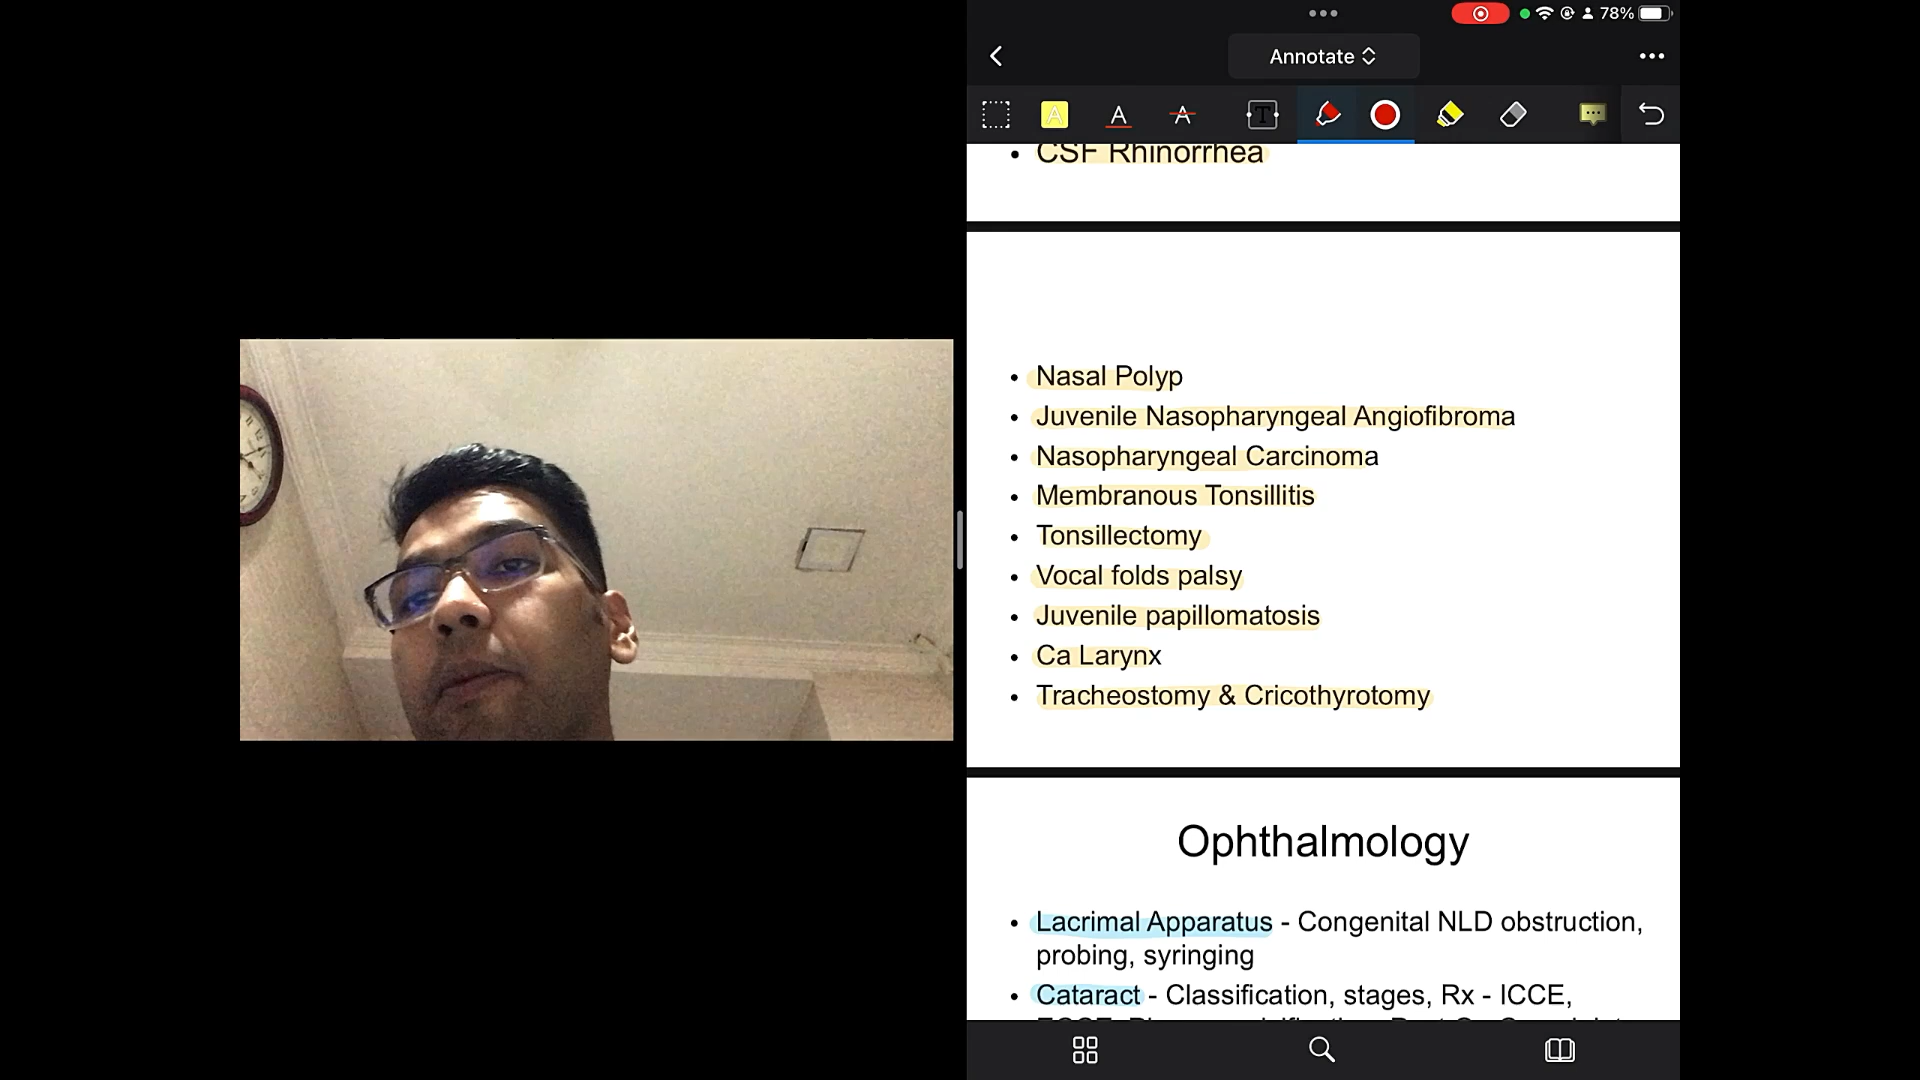 78%
Annotate
CSF Rhinorrhea
• Nasal Polyp
• Juvenile Nasopharyngeal Angiofibroma
• Nasopharyngeal Carcinoma
• Membranous Tonsillitis
• Tonsillectomy
• Vocal folds palsy
• Juvenile papillomatosis
• Ca Larynx
• Tracheostomy & Cricothyrotomy
Ophthalmology
• Lacrimal Apparatus - Congenital NLD obstruction,
probing, syringing
• Cataract - Classification, stages, Rx - ICCE,